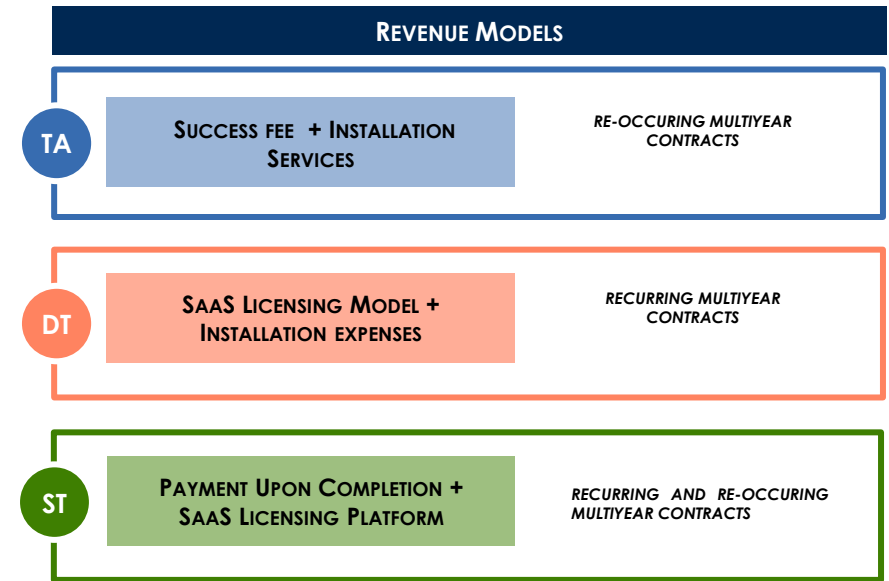 REVENUE MODELS
TA
SUCCESS FEE + INSTALLATION
SERVICES
RE-OCCURING MULTIYEAR
CONTRACTS
DT
SAAS LICENSING MODEL +
INSTALLATION EXPENSES
RECURRING MULTIYEAR
CONTRACTS
ST
PAYMENT UPON COMPLETION +
SAAS LICENSING PLATFORM
RECURRING AND RE-OCCURING
MULTIYEAR CONTRACTS